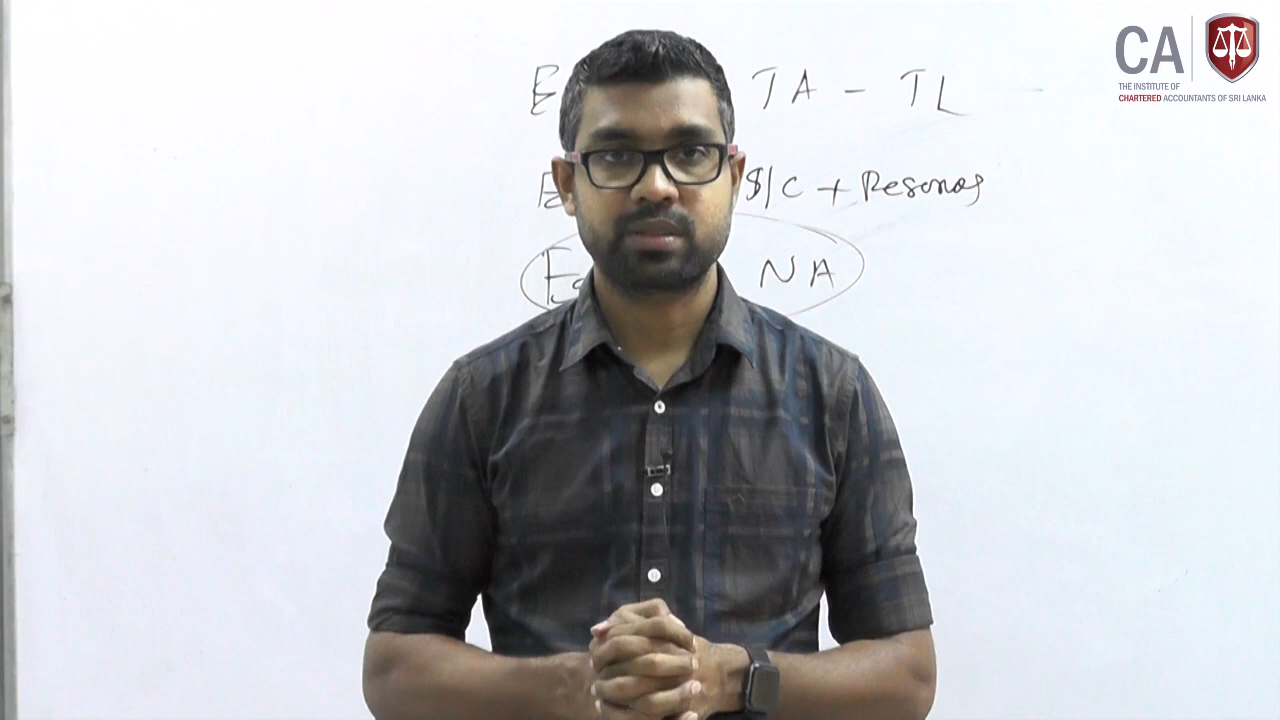 TA - TL
S/C + Reserves
NA
CA
THE INSTITUTE OF
CHARTERED ACCOUNTANTS OF SRI LANKA